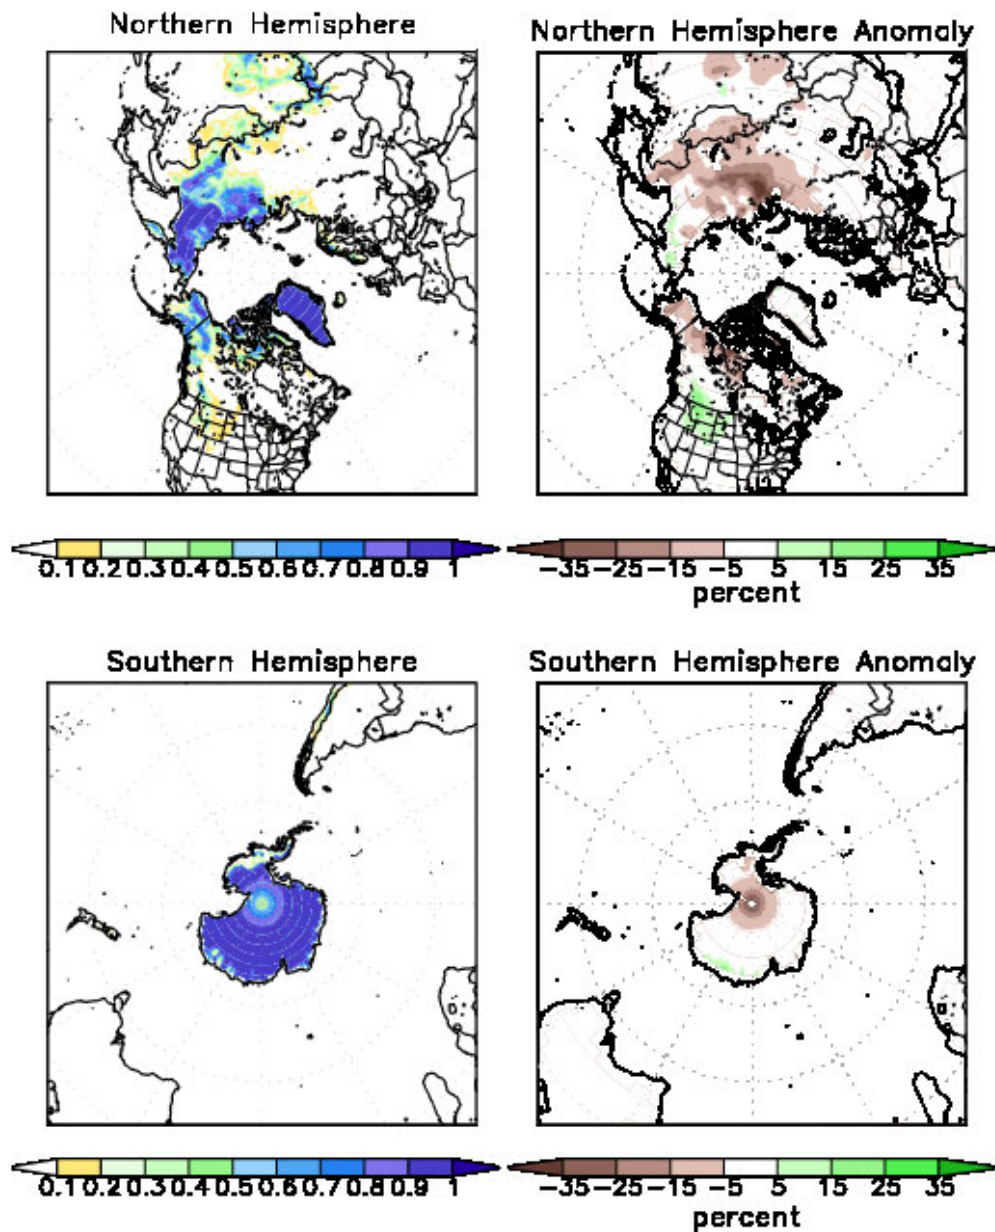 Northern Hemisphere
Northern Hemisphere Anomaly
0.1 0.2 0.3 0.4 0.5 0.6 0.7 0.8 0.9 1
-35 -25 -15 -5 5 15 25 35
percent
Southern Hemisphere
Southern Hemisphere Anomaly
0.1 0.2 0.3 0.4 0.5 0.6 0.7 0.8 0.9 1
-35 -25 -15 -5 5 15 25 35
percent